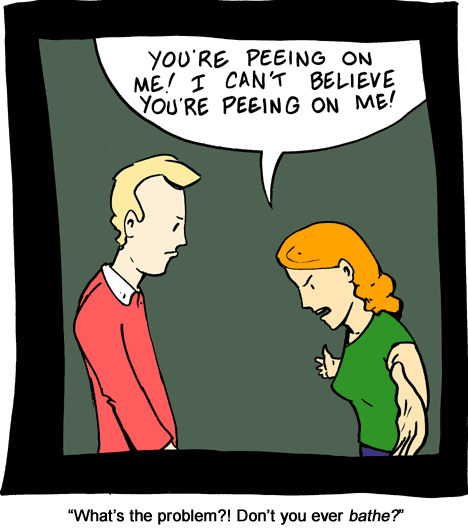 YOU'RE PEEING ON
ME! I CAN'T BELIEVE
YOU'RE PEEING ON ME!
“What’s the problem?! Don’t you ever bathe?”